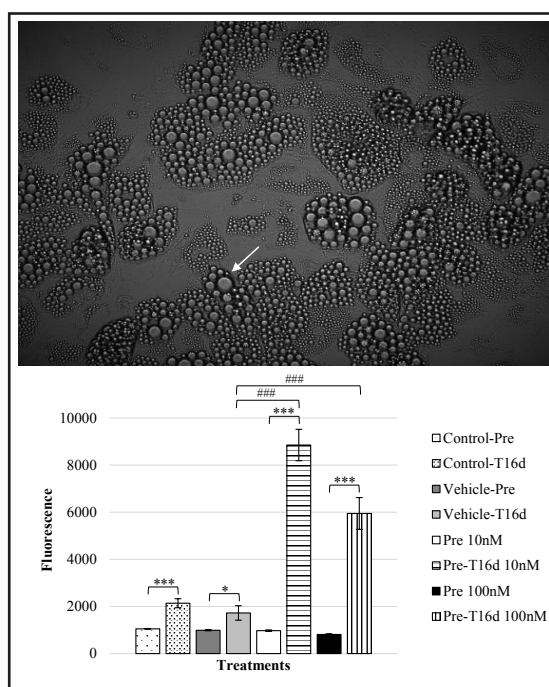 ###
###
***
***
***
*
10000
8000
6000
4000
2000
0
Fluorescence
Treatments
Control-Pre
Control-T16d
Vehicle-Pre
Vehicle-T16d
Pre 10nM
Pre-T16d 10nM
Pre 100nM
Pre-T16d 100nM